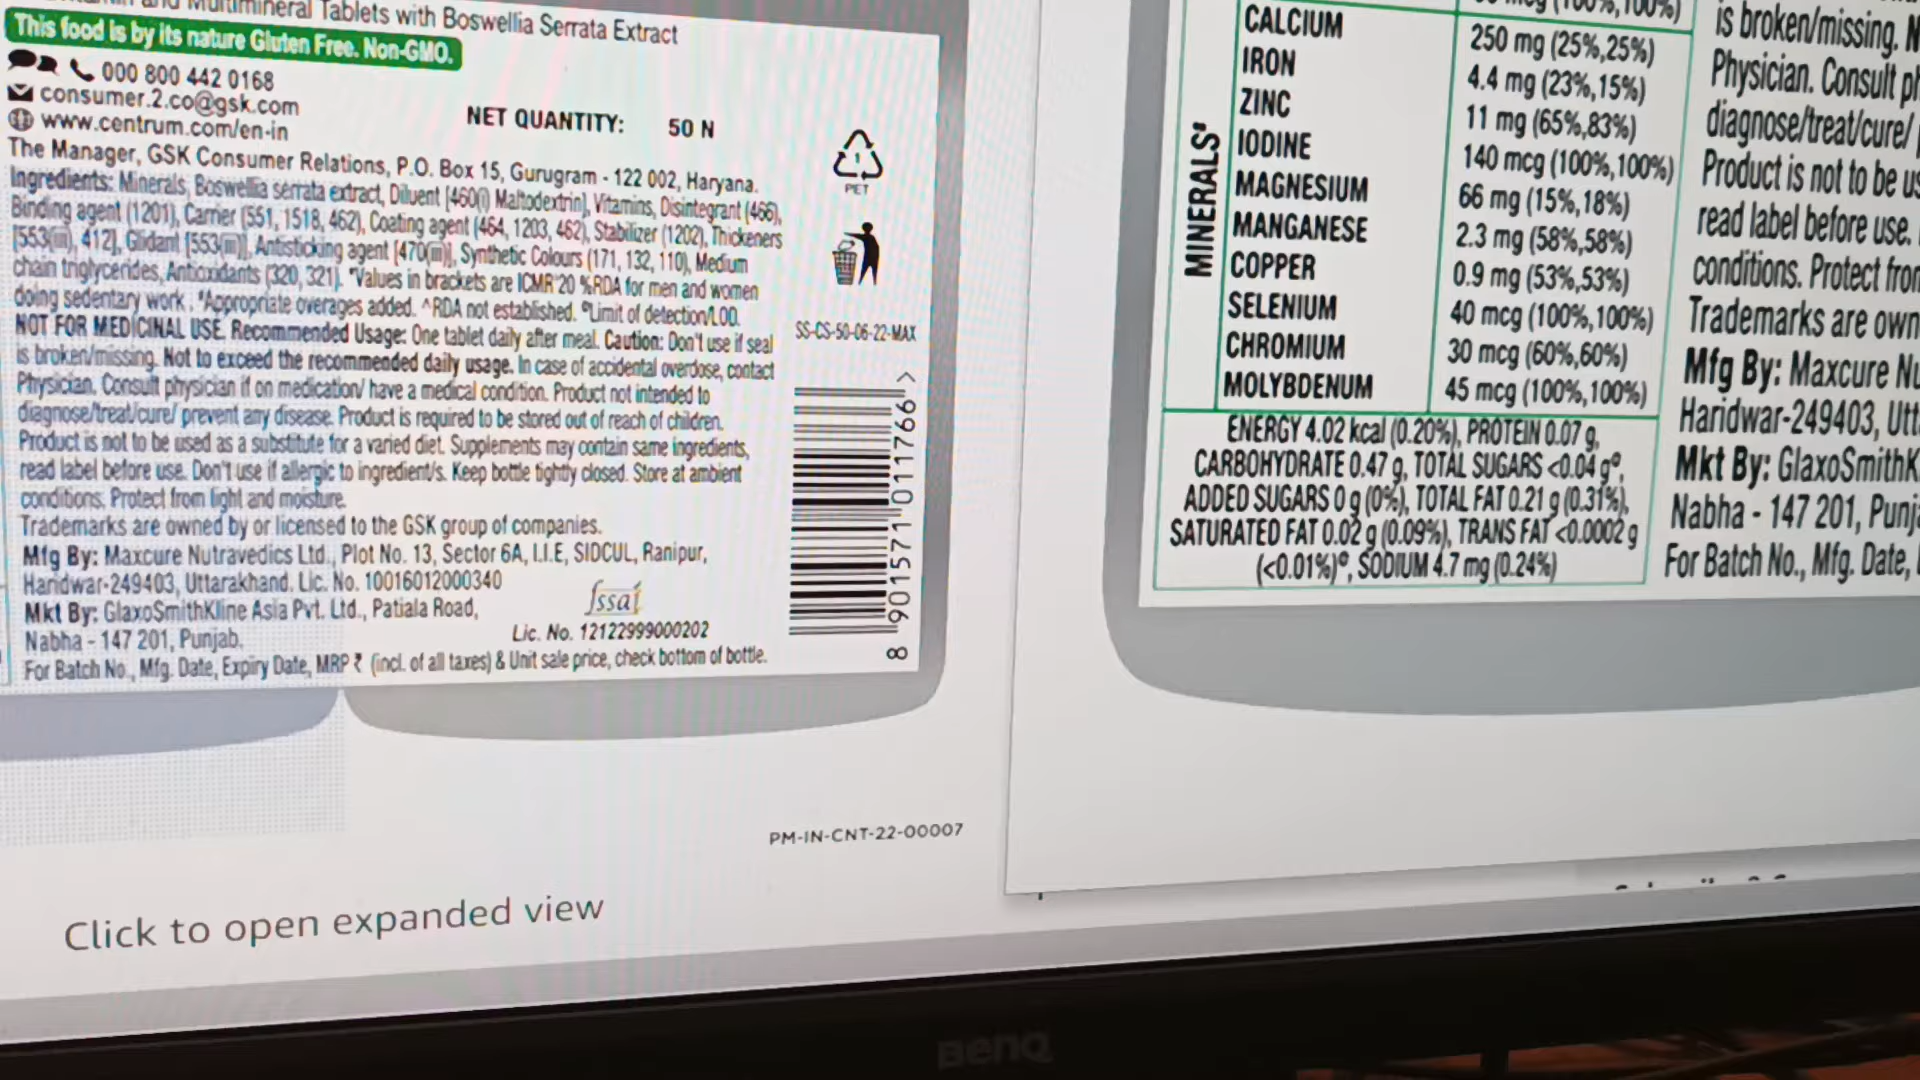 Multimineral Tablets with Boswellia Serrata Extract
This food is by its nature Gluten Free. Non-GMO.
000 800 442 0168
consumer.2.co@gsk.com
www.centrum.com/en-in
NET QUANTITY: 50 N
The Manager, GSK Consumer Relations, P.O. Box 15, Gurugram - 122 002, Haryana.
Ingredients: Minerals, Boswellia serrata extract, Diluent [460(i) Maltodextrin], Vitamins, Disintegrant (466),
Binding agent (1201), Carrier (551, 1518, 462), Coating agent (464, 1203, 462), Stabilizer (1202), Thickeners
[553(iii), 412], Glidant [553(iii)], Antisticking agent [470(iii)], Synthetic Colours (171, 132, 110), Medium
chain triglycerides, Antioxidants (320, 321). *Values in brackets are ICMR 20 %RDA for men and women
doing sedentary work. #Appropriate overages added. ^RDA not established. ºLimit of detection/LOD.
NOT FOR MEDICINAL USE. Recommended Usage: One tablet daily after meal. Caution: Don't use if seal
is broken/missing. Not to exceed the recommended daily usage. In case of accidental overdose, contact
Physician. Consult physician if on medication/ have a medical condition. Product not intended to
diagnose/treat/cure/ prevent any disease. Product is required to be stored out of reach of children.
Product is not to be used as a substitute for a varied diet. Supplements may contain same ingredients,
read label before use. Don't use if allergic to ingredient/s. Keep bottle tightly closed. Store at ambient
conditions. Protect from light and moisture.
Trademarks are owned by or licensed to the GSK group of companies.
Mfg By: Maxcure Nutravedics Ltd., Plot No. 13, Sector 6A, I.I.E, SIDCUL, Ranipur,
Haridwar-249403, Uttarakhand. Lic. No. 10016012000340
Mkt By: GlaxoSmithKline Asia Pvt. Ltd., Patiala Road,
Nabha - 147 201, Punjab.
fssai
Lic. No. 12122999000202
For Batch No., Mfg. Date, Expiry Date, MRP ₹ (incl. of all taxes) & Unit sale price, check bottom of bottle.
1
PET
SS-CS-50-06-22-MAX
8 901571 011766 >
PM-IN-CNT-22-00007
Click to open expanded view
MINERALS
CALCIUM 250 mg (25%,25%)
IRON 4.4 mg (23%,15%)
ZINC 11 mg (65%,83%)
IODINE 140 mcg (100%,100%)
MAGNESIUM 66 mg (15%,18%)
MANGANESE 2.3 mg (58%,58%)
COPPER 0.9 mg (53%,53%)
SELENIUM 40 mcg (100%,100%)
CHROMIUM 30 mcg (60%,60%)
MOLYBDENUM 45 mcg (100%,100%)
ENERGY 4.02 kcal (0.20%), PROTEIN 0.07 g,
CARBOHYDRATE 0.47 g, TOTAL SUGARS <0.04 gº,
ADDED SUGARS 0 g (0%), TOTAL FAT 0.21 g (0.31%),
SATURATED FAT 0.02 g (0.09%), TRANS FAT <0.0002 g
(<0.01%)º, SODIUM 4.7 mg (0.24%)
is broken/missing.
Physician. Consult
diagnose/treat/cure/
Product is not to be
read label before use.
conditions. Protect
Trademarks are
Mfg By: Maxcure
Haridwar-249403,
Mkt By:
Nabha - 147 201,
For Batch No., Mfg. Date,
BenQ